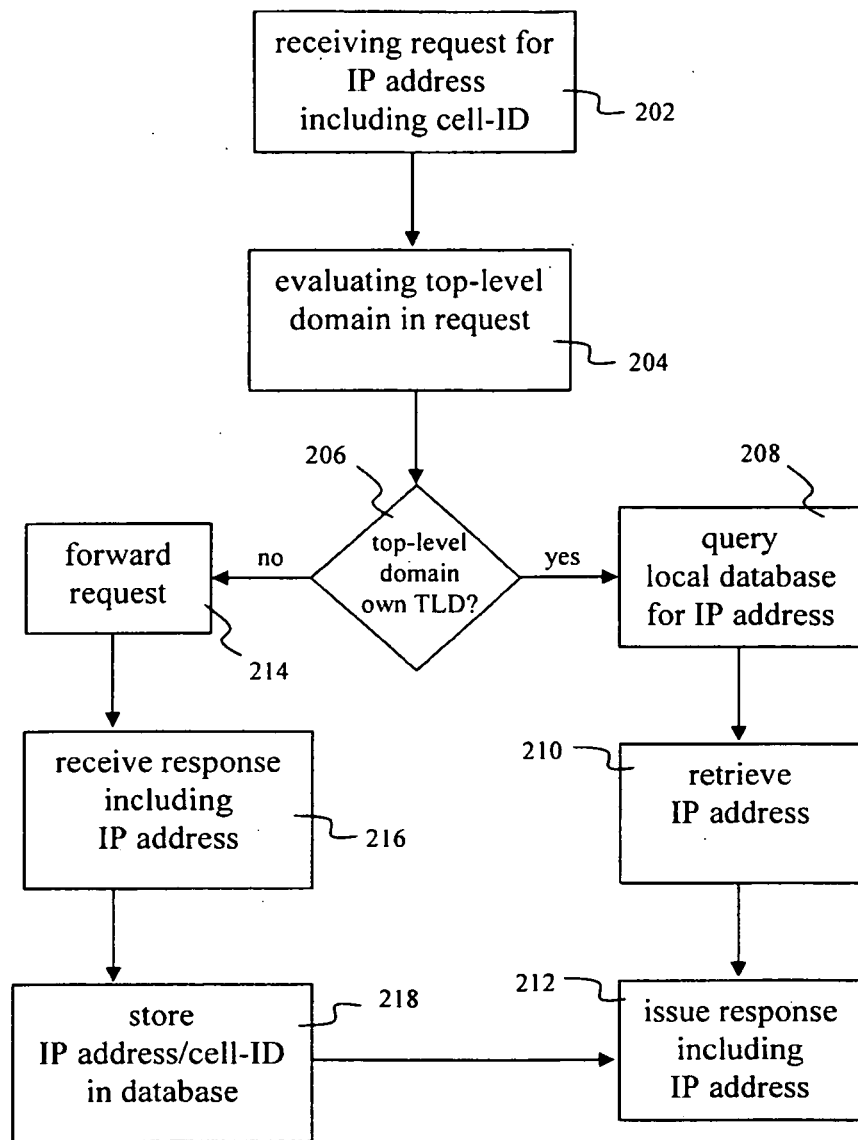 receiving request for
IP address
including cell-ID
202
evaluating top-level
domain in request
204
206
208
forward
request
no
top-level
domain
own TLD?
yes
query
local database
for IP address
214
receive response
including
IP address
216
210
retrieve
IP address
store
IP address/cell-ID
in database
218
212
issue response
including
IP address